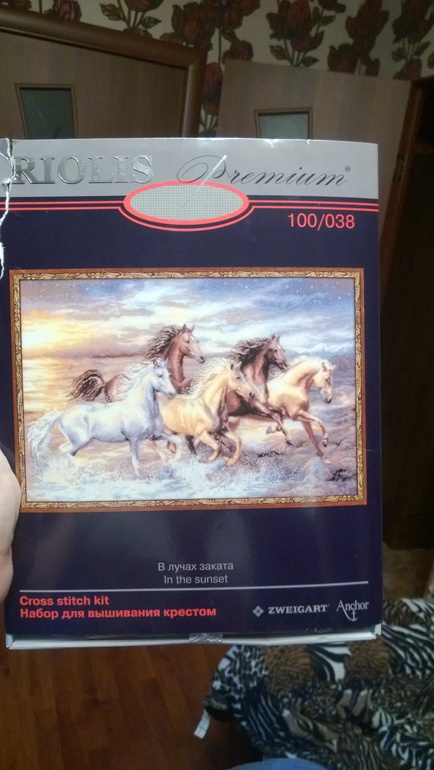 RIOLIS Premium®
100/038
В лучах заката
In the sunset
Cross stitch kit
Набор для вышивания крестом
ZWEIGART Anchor